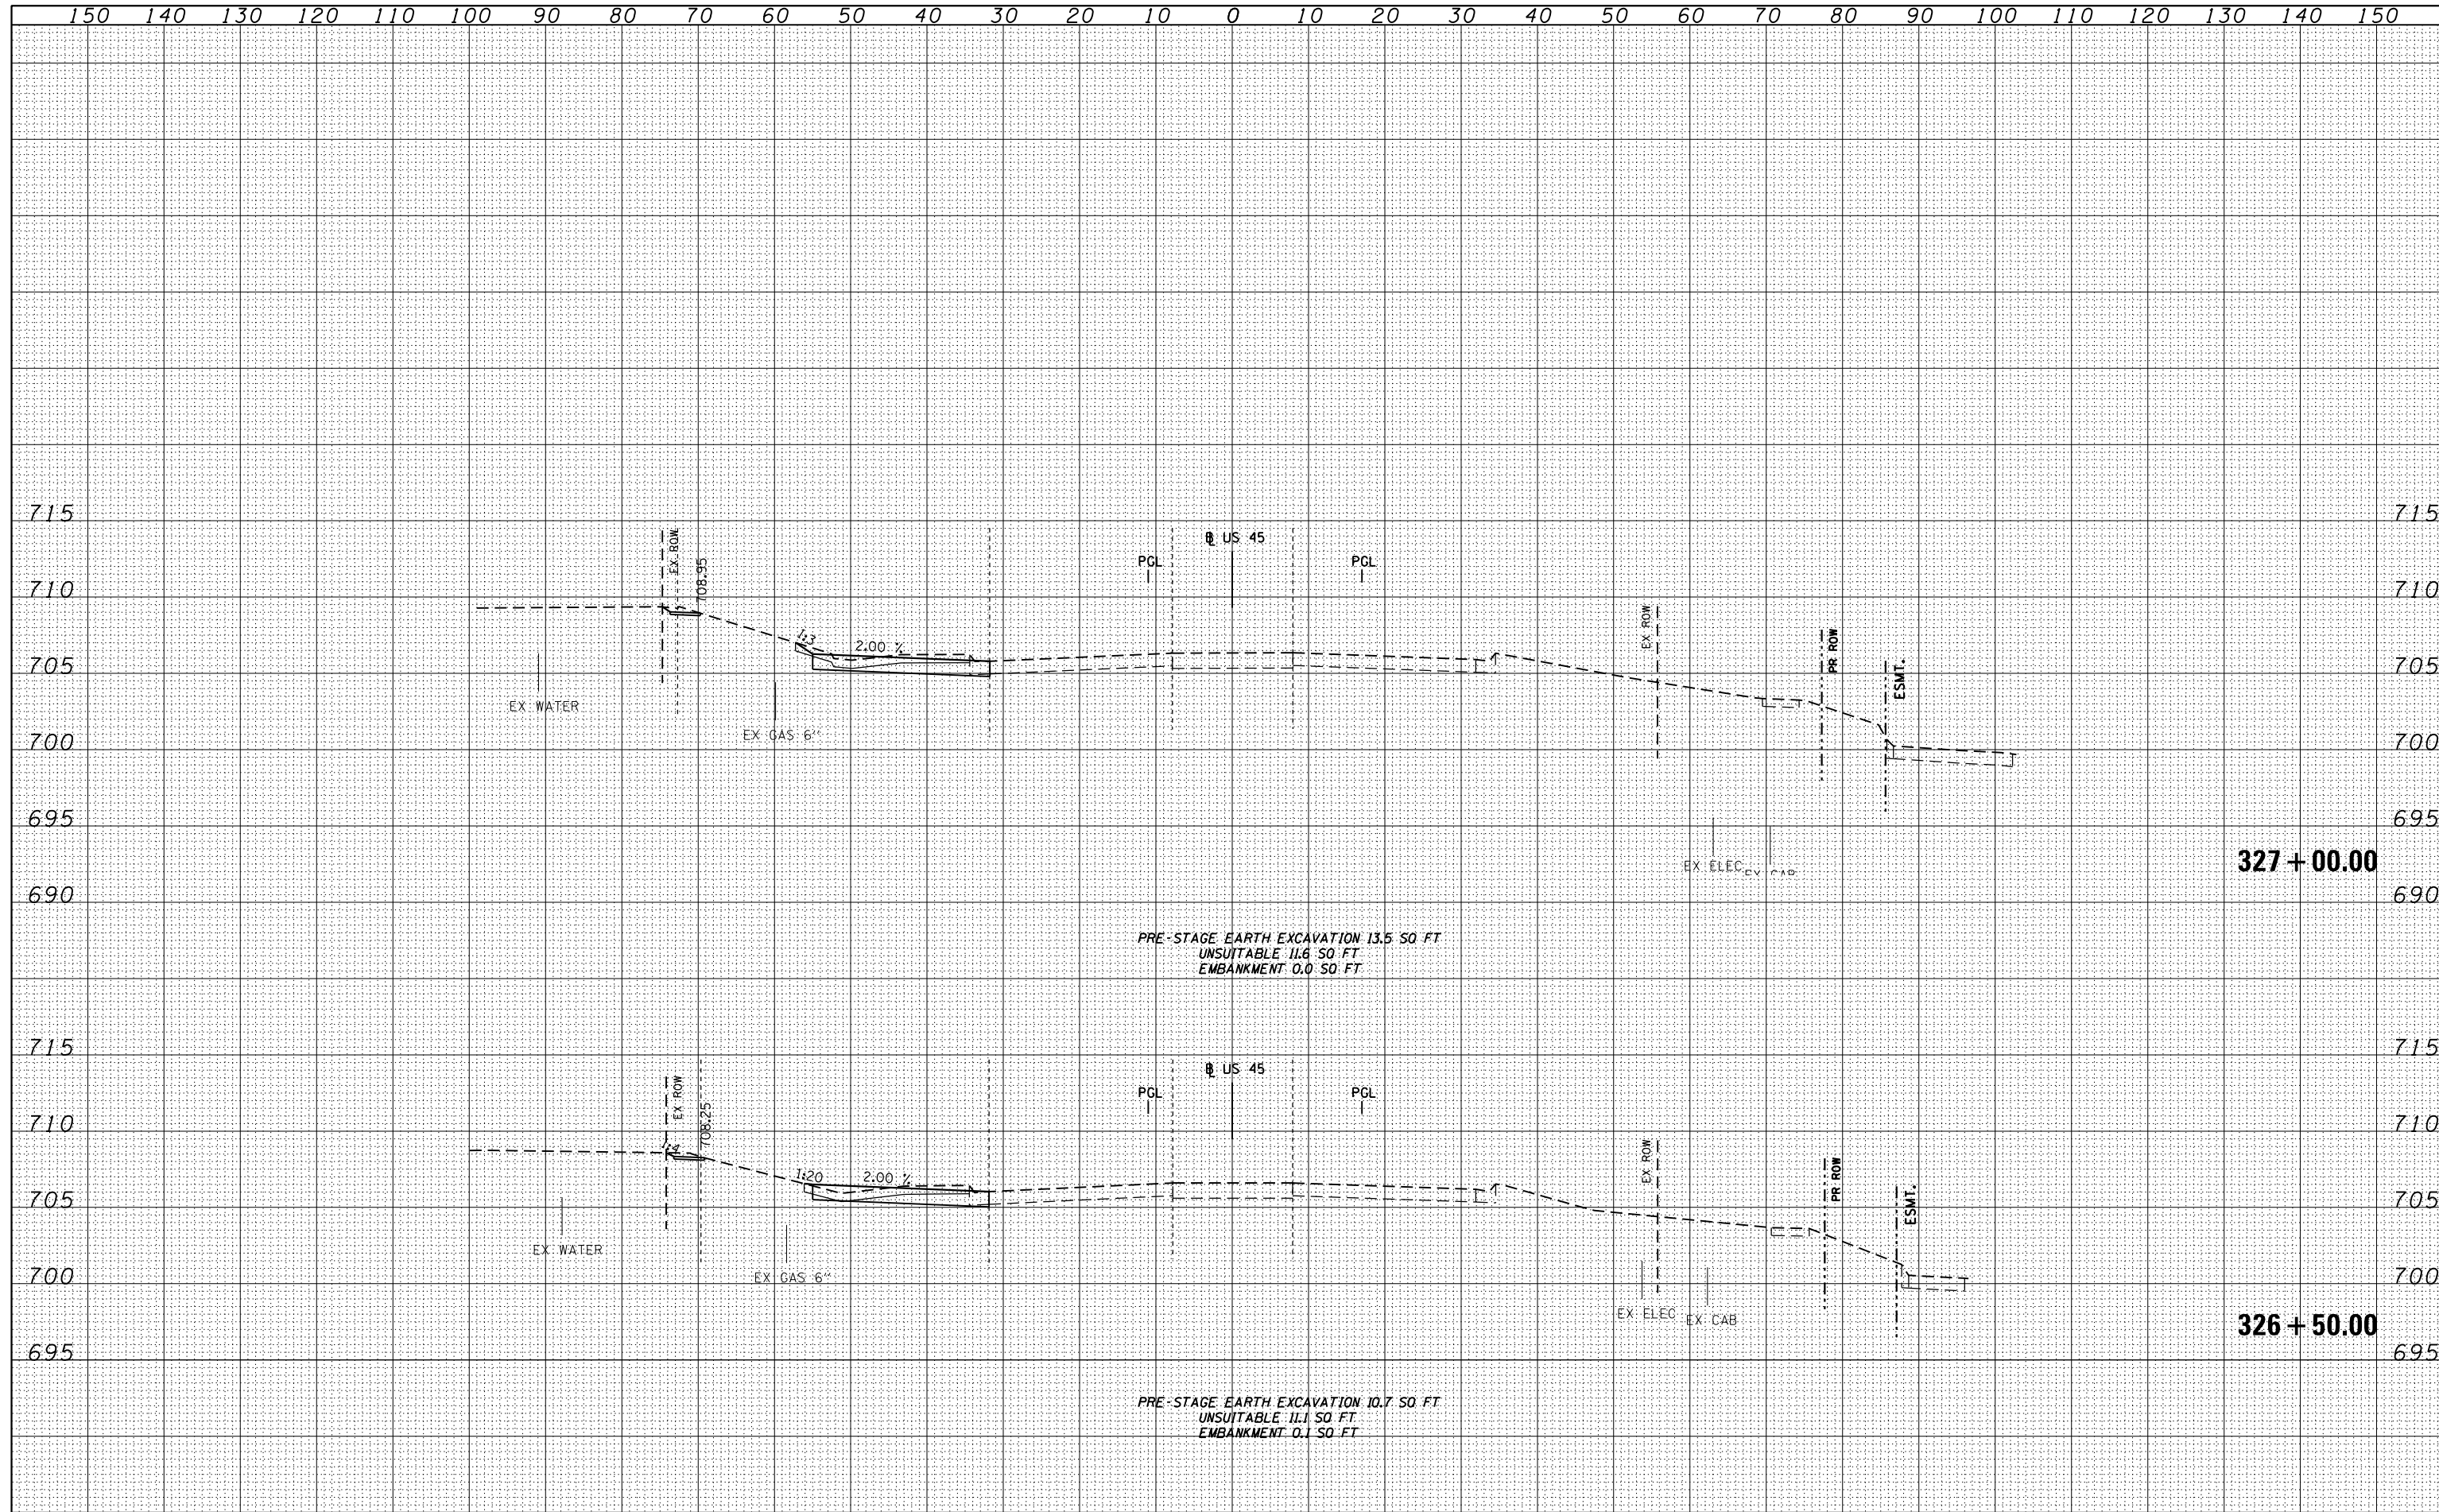 150 140 130 120 110 100 90 80 70 60 50 40 30 20 10 0 10 20 30 40 50 60 70 80 90 100 110 120 130 140 150
715 715
EX ROW
708.95
℄ US 45
PGL PGL
710 710
EX ROW
PR ROW
1:3 2.00 %
705 705
ESMT.
EX WATER
EX GAS 6"
700 700
695 695
EX ELEC
327 + 00.00
690 690
PRE-STAGE EARTH EXCAVATION 13.5 SQ FT
UNSUITABLE 11.6 SQ FT
EMBANKMENT 0.0 SQ FT
715 715
℄ US 45
EX ROW
PGL PGL
708.25
710 710
1:4
EX ROW
PR ROW
1:20 2.00 %
705 705
ESMT.
EX WATER
EX GAS 6"
700 700
EX ELEC EX CAB
326 + 50.00
695 695
PRE-STAGE EARTH EXCAVATION 10.7 SQ FT
UNSUITABLE 11.1 SQ FT
EMBANKMENT 0.1 SQ FT